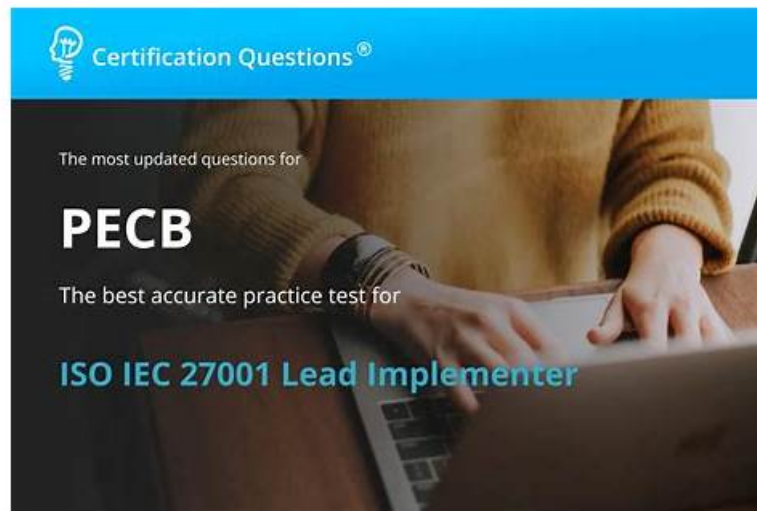 Certification Questions®
The most updated questions for
PECB
The best accurate practice test for
ISO IEC 27001 Lead Implementer